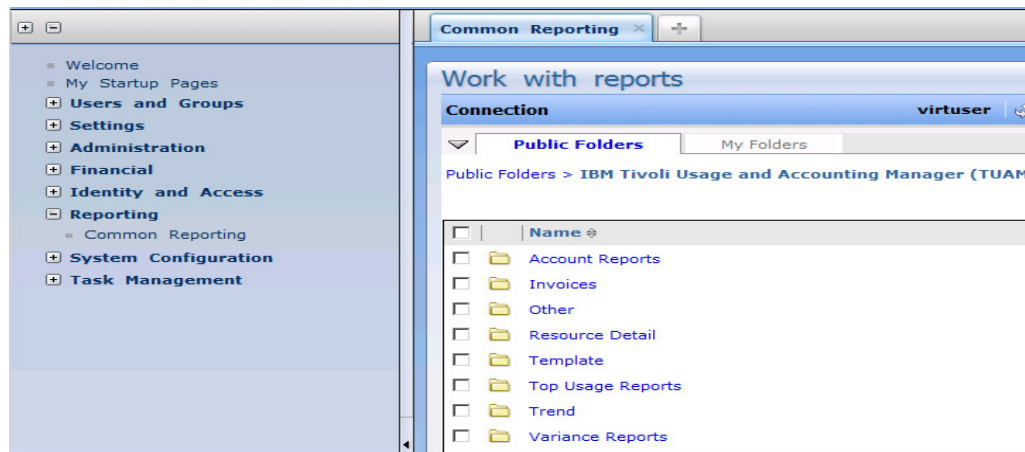 Welcome
My Startup Pages
Users and Groups
Settings
Administration
Financial
Identity and Access
Reporting
Common Reporting
System Configuration
Task Management
Common Reporting
Work with reports
Connection virtuser
Public Folders My Folders
Public Folders > IBM Tivoli Usage and Accounting Manager (TUAM
Name
Account Reports
Invoices
Other
Resource Detail
Template
Top Usage Reports
Trend
Variance Reports